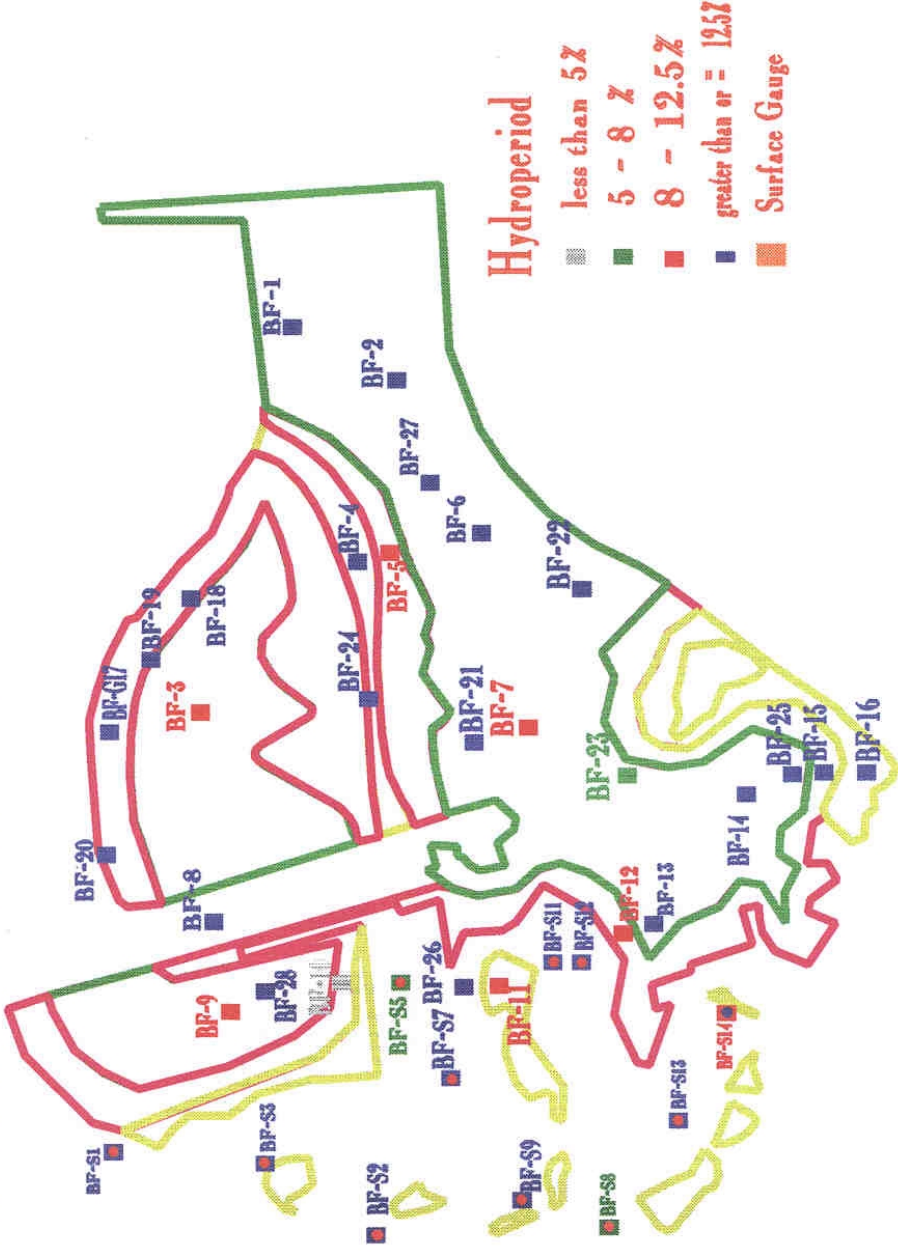 BF-1
BF-2
BF-27
BF-6
BF-22
BF-4
BF-5
BF-24
BF-19
BF-18
BF-G17
BF-3
BF-20
BF-8
BF-21
BF-7
BF-23
BF-25
BF-15
BF-16
BF-14
BF-12
BF-13
BF-S11
BF-S12
BF-26
BF-S7
BF-11
BF-S5
BF-9
BF-28
BF-S1
BF-S3
BF-S2
BF-S9
BF-S8
BF-S13
BF-S14
Hydroperiod
less than 5%
5 - 8 %
8 - 12.5%
greater than or = 12.5%
Surface Gauge